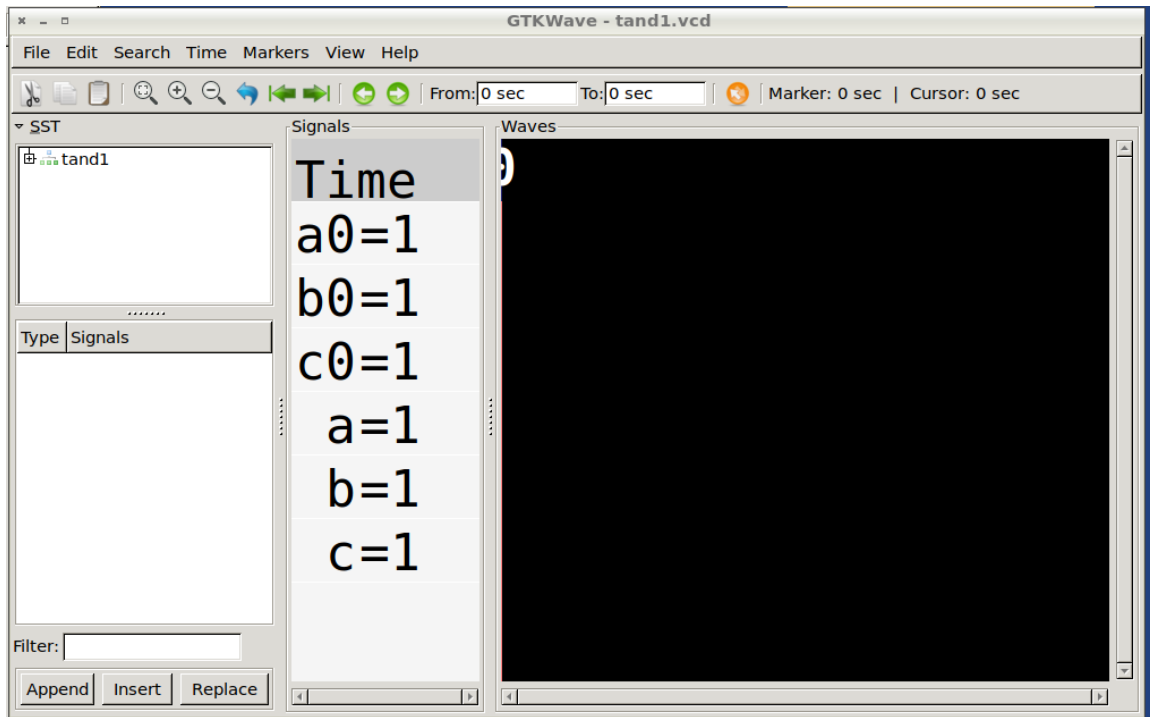 GTKWave - tand1.vcd
File Edit Search Time Markers View Help
From: 0 sec To: 0 sec Marker: 0 sec | Cursor: 0 sec
SST
tand1
Type Signals
Filter:
Append Insert Replace
Signals
Time
a0=1
b0=1
c0=1
a=1
b=1
c=1
Waves
0